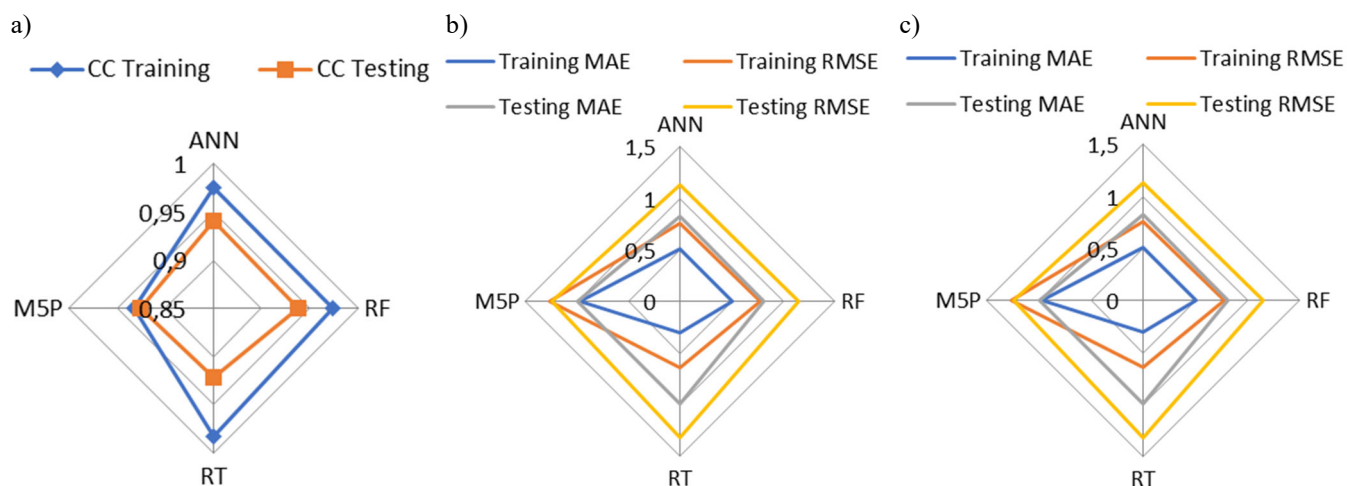 a)
CC Training
CC Testing
ANN
1
0,95
0,9
0,85
M5P
RF
RT
b)
Training MAE
Training RMSE
Testing MAE
Testing RMSE
ANN
1,5
1
0,5
0
M5P
RF
RT
c)
Training MAE
Training RMSE
Testing MAE
Testing RMSE
ANN
1,5
1
0,5
0
M5P
RF
RT